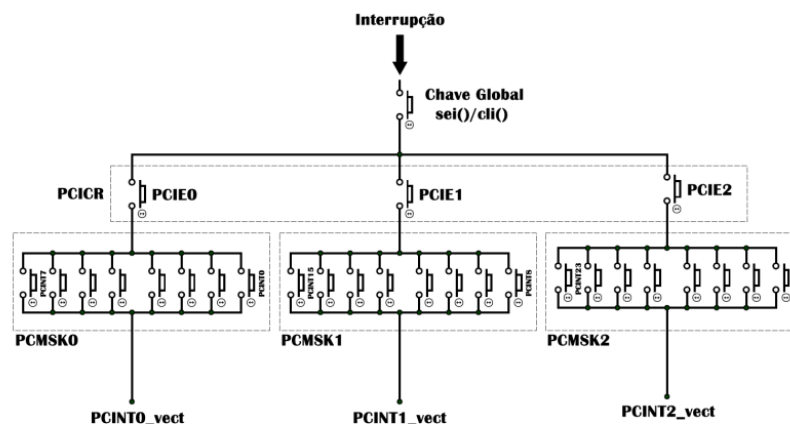 Interrupção
Chave Global
sei()/cli()
PCICR
PCIE0
PCIE1
PCIE2
PCINT7
PCINT0
PCINT15
PCINT8
PCINT23
PCMSK0
PCMSK1
PCMSK2
PCINT0_vect
PCINT1_vect
PCINT2_vect